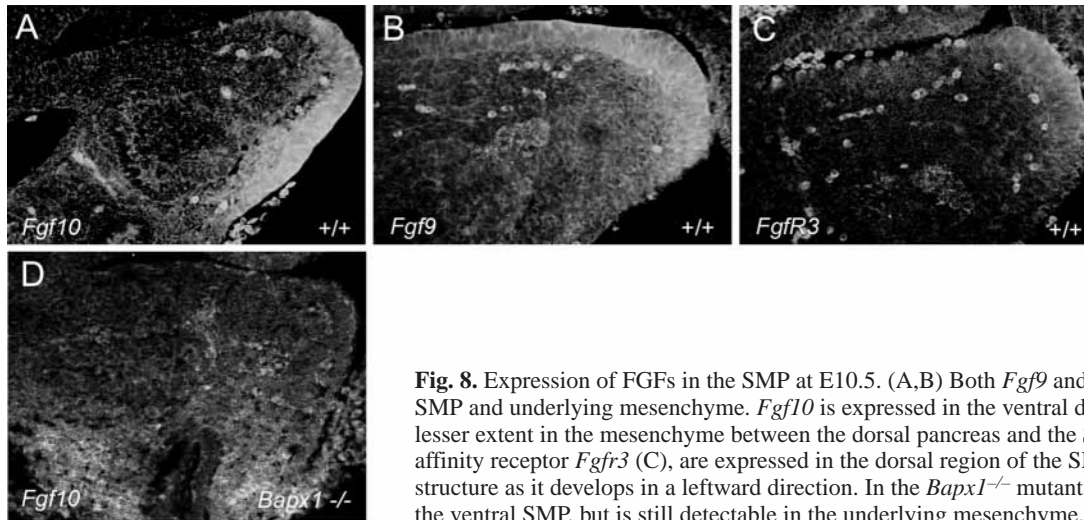 A
B
C
Fgf10 +/+
Fgf9 +/+
FgfR3 +/+
D
Fgf10 Bapx1 -/-
Fig. 8. Expression of FGFs in the SMP at E10.5. (A,B) Both Fgf9 and
SMP and underlying mesenchyme. Fgf10 is expressed in the ventral
lesser extent in the mesenchyme between the dorsal pancreas and the
affinity receptor Fgfr3 (C), are expressed in the dorsal region of the
structure as it develops in a leftward direction. In the Bapx1–/– mutant
the ventral SMP, but is still detectable in the underlying mesenchyme.